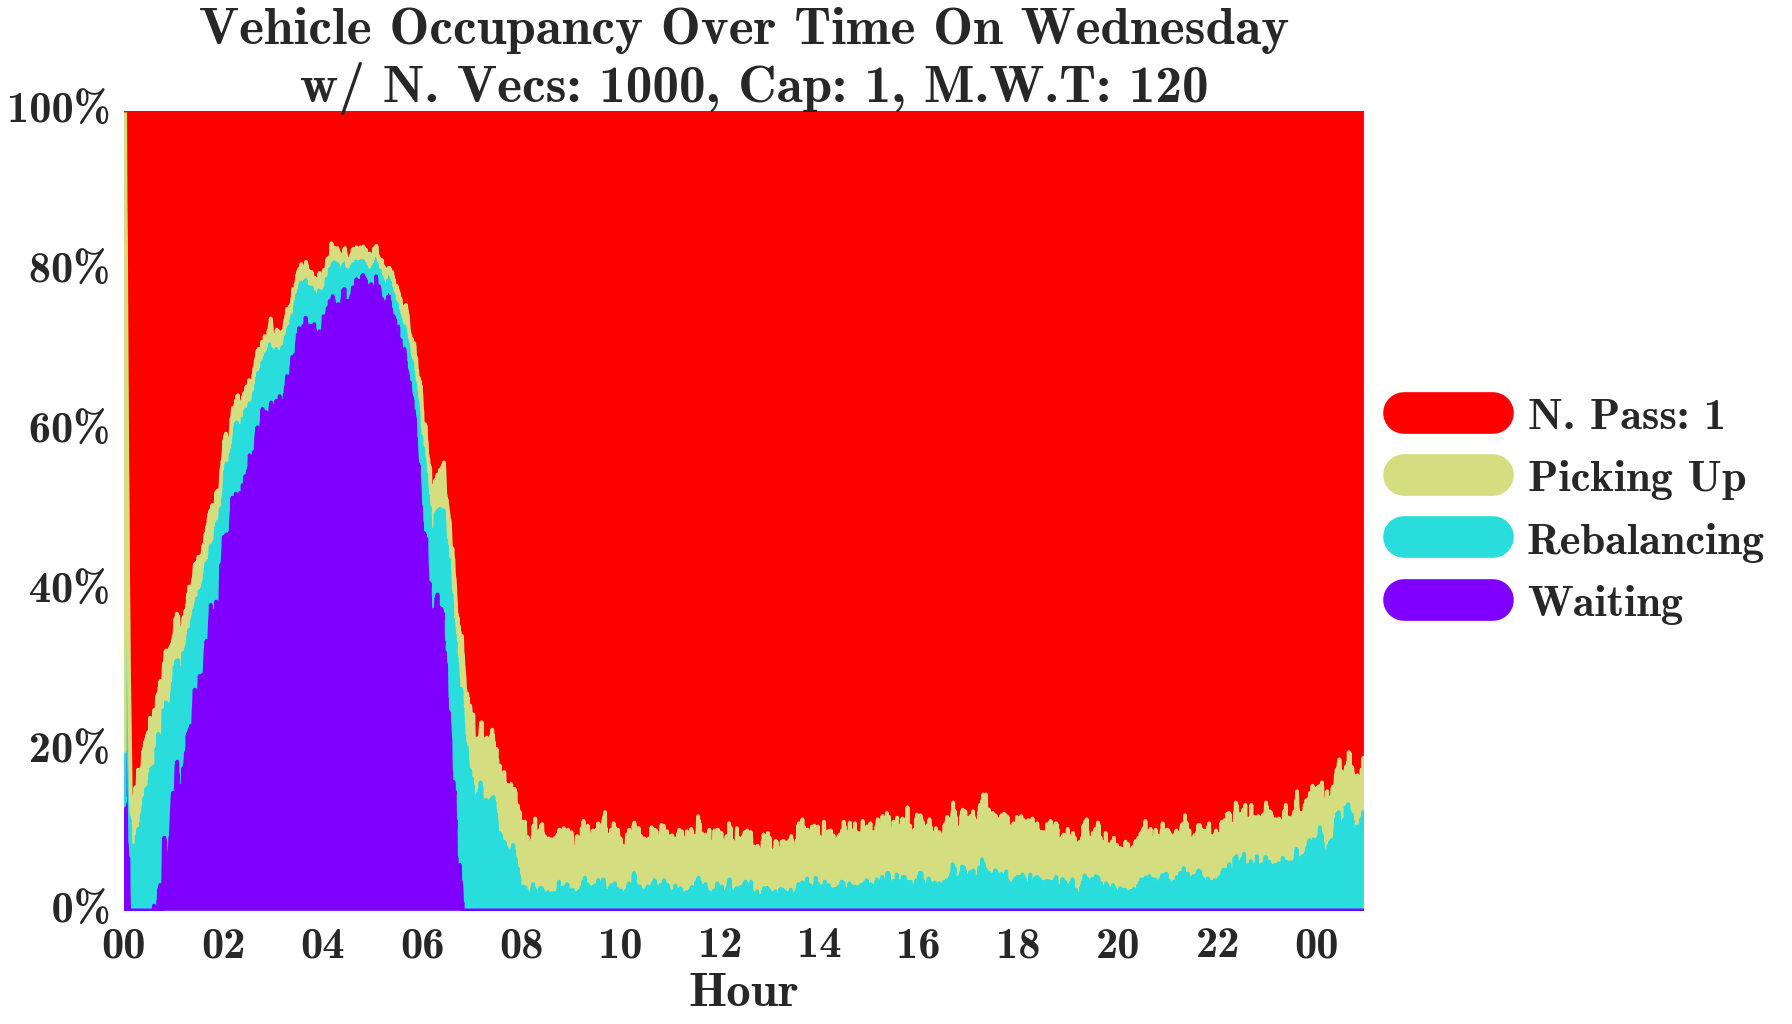 Vehicle Occupancy Over Time On Wednesday
w/ N. Vecs: 1000, Cap: 1, M.W.T: 120
100%
80%
60%
40%
20%
0%
00 02 04 06 08 10 12 14 16 18 20 22 00
Hour
N. Pass: 1
Picking Up
Rebalancing
Waiting